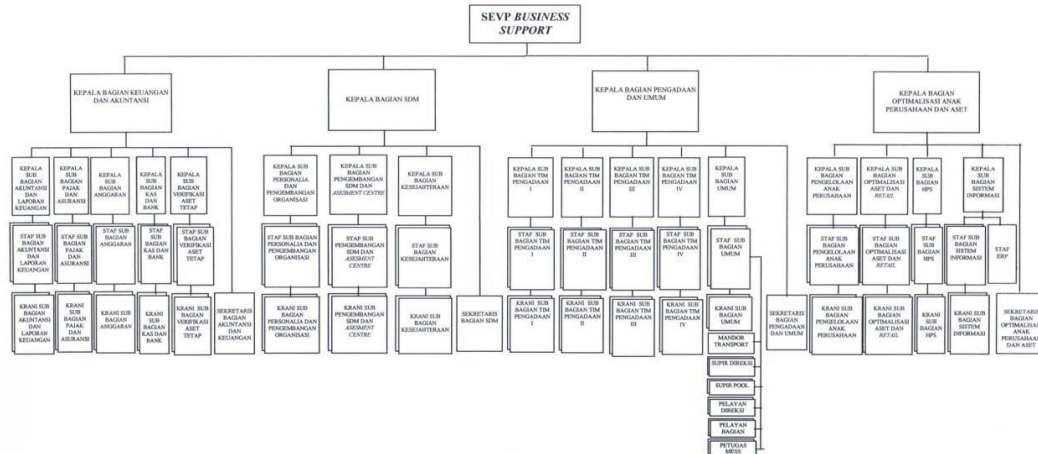 SEVP BUSINESS
SUPPORT
KEPALA BAGIAN KEUANGAN
DAN AKUNTANSI
KEPALA BAGIAN SDM
KEPALA BAGIAN PENGADAAN
DAN UMUM
KEPALA BAGIAN
OPTIMALISASI ANAK
PERUSAHAAN DAN ASET
KEPALA
SUB
BAGIAN
AKUNTANSI
DAN
LAPORAN
KEUANGAN
KEPALA
SUB
BAGIAN
PAJAK DAN
ASURANSI
KEPALA
SUB
BAGIAN
ANGGARAN
KEPALA
SUB
BAGIAN
KAS DAN
BANK
KEPALA
SUB
BAGIAN
VERIFIKASI
ASET
TETAP
KEPALA SUB
BAGIAN
PERSONALIA
DAN
PENGEMBANGAN
ORGANISASI
KEPALA SUB
BAGIAN
PENGEMBANGAN
SDM DAN
ASESMENT CENTRE
KEPALA SUB
BAGIAN
KESEJAHTERAAN
KEPALA SUB
BAGIAN TIM
PENGADAAN
I
KEPALA SUB
BAGIAN TIM
PENGADAAN
II
KEPALA SUB
BAGIAN TIM
PENGADAAN
III
KEPALA SUB
BAGIAN TIM
PENGADAAN
IV
KEPALA
SUB
BAGIAN
UMUM
KEPALA SUB
BAGIAN
PENGELOLAAN
ANAK
PERUSAHAAN
KEPALA SUB
BAGIAN
OPTIMALISASI
ASET DAN
RETAIL
KEPALA
SUB
BAGIAN
HPS
KEPALA SUB
BAGIAN
SISTEM
INFORMASI
STAF SUB
BAGIAN
AKUNTANSI
DAN
LAPORAN
KEUANGAN
STAF SUB
BAGIAN
PAJAK
DAN
ASURANSI
STAF SUB
BAGIAN
ANGGARAN
STAF
SUB
BAGIAN
KAS DAN
BANK
STAF SUB
BAGIAN
VERIFIKASI
ASET
TETAP
STAF SUB BAGIAN
PERSONALIA DAN
PENGEMBANGAN
ORGANISASI
STAF SUB
PENGEMBANGAN
SDM DAN
ASESMENT
CENTRE
STAF SUB
BAGIAN
KESEJAHTERAAN
STAF SUB
BAGIAN TIM
PENGADAAN
I
STAF SUB
BAGIAN TIM
PENGADAAN
II
STAF SUB
BAGIAN TIM
PENGADAAN
III
STAF SUB
BAGIAN TIM
PENGADAAN
IV
STAF SUB
BAGIAN
UMUM
STAF SUB
BAGIAN
PENGELOLAAN
ANAK
PERUSAHAAN
STAF SUB
BAGIAN
OPTIMALISASI
ASET DAN
RETAIL
STAF
SUB
BAGIAN
HPS
STAF SUB
BAGIAN
SISTEM
INFORMASI
STAF
ERP
KRANI SUB
BAGIAN
AKUNTANSI
DAN
LAPORAN
KEUANGAN
KRANI SUB
BAGIAN
PAJAK
DAN
ASURANSI
KRANI SUB
BAGIAN
ANGGARAN
KRANI
SUB
BAGIAN
KAS DAN
BANK
KRANI SUB
BAGIAN
VERIFIKASI
ASET
TETAP
SEKRETARIS
BAGIAN
AKUNTANSI
DAN
KEUANGAN
KRANI SUB
BAGIAN
PERSONALIA DAN
PENGEMBANGAN
ORGANISASI
KRANI SUB
PENGEMBANGAN
SDM DAN
ASESMENT
CENTRE
KRANI SUB
BAGIAN
KESEJAHTERAAN
SEKRETARIS
BAGIAN SDM
KRANI SUB
BAGIAN TIM
PENGADAAN
I
KRANI SUB
BAGIAN TIM
PENGADAAN
II
KRANI SUB
BAGIAN TIM
PENGADAAN
III
KRANI SUB
BAGIAN TIM
PENGADAAN
IV
KRANI SUB
BAGIAN
UMUM
SEKRETARIS
BAGIAN
PENGADAAN
DAN UMUM
KRANI SUB
BAGIAN
PENGELOLAAN
ANAK
PERUSAHAAN
KRANI SUB
BAGIAN
OPTIMALISASI
ASET DAN
RETAIL
KRANI
SUB
BAGIAN
HPS
KRANI SUB
BAGIAN
SISTEM
INFORMASI
SEKRETARIS
BAGIAN
OPTIMALISASI
ANAK
PERUSAHAAN
DAN ASET
MANDOR
TRANSPORT
SUPIR DIREKSI
SUPIR POOL
PELAYAN
DIREKSI
PELAYAN
BAGIAN
PETUGAS
MESS